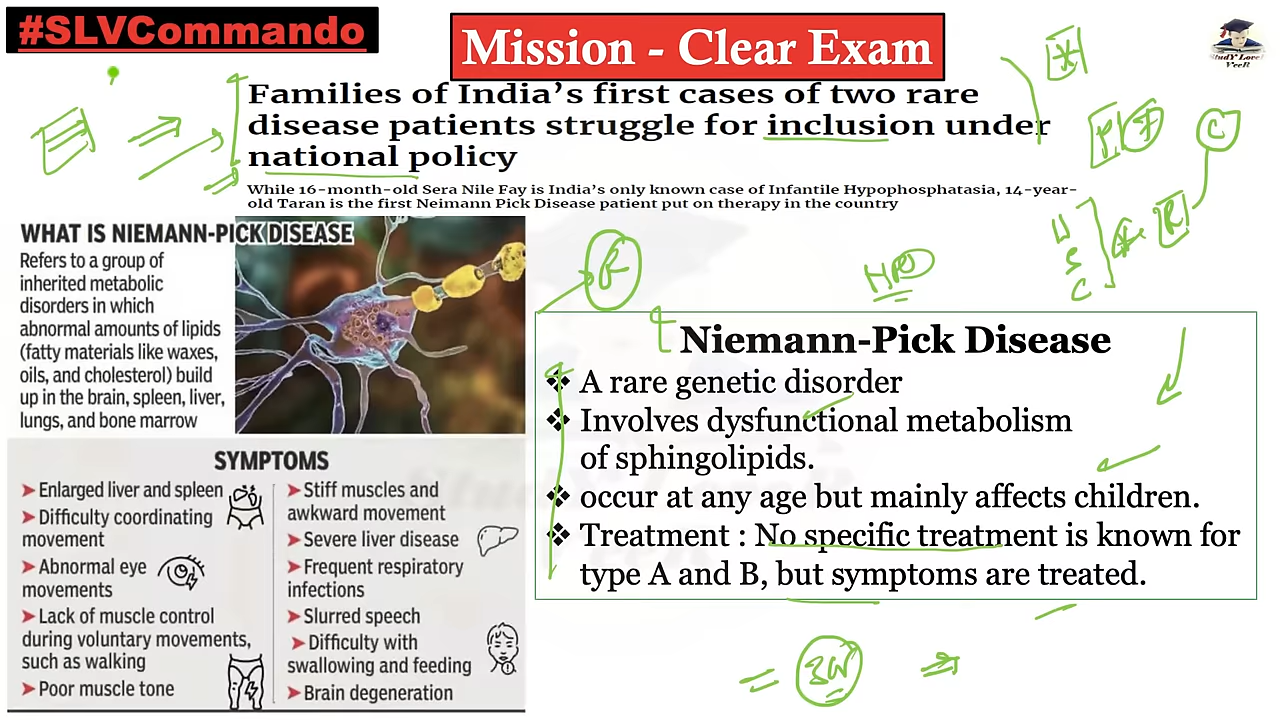 #SLVCommando
Mission - Clear Exam
StudY Lover
VeeR
Families of India's first cases of two rare
disease patients struggle for inclusion under
national policy
While 16-month-old Sera Nile Fay is India's only known case of Infantile Hypophosphatasia, 14-year-
old Taran is the first Neimann Pick Disease patient put on therapy in the country
WHAT IS NIEMANN-PICK DISEASE
Refers to a group of
inherited metabolic
disorders in which
abnormal amounts of lipids
(fatty materials like waxes,
oils, and cholesterol) build
up in the brain, spleen, liver,
lungs, and bone marrow
SYMPTOMS
➤ Enlarged liver and spleen
➤ Difficulty coordinating
movement
➤ Abnormal eye
movements
➤ Lack of muscle control
during voluntary movements,
such as walking
➤ Poor muscle tone
➤ Stiff muscles and
awkward movement
➤ Severe liver disease
➤ Frequent respiratory
infections
➤ Slurred speech
➤ Difficulty with
swallowing and feeding
➤ Brain degeneration
Niemann-Pick Disease
❖ A rare genetic disorder
❖ Involves dysfunctional metabolism
of sphingolipids.
❖ occur at any age but mainly affects children.
❖ Treatment : No specific treatment is known for
type A and B, but symptoms are treated.
C
R